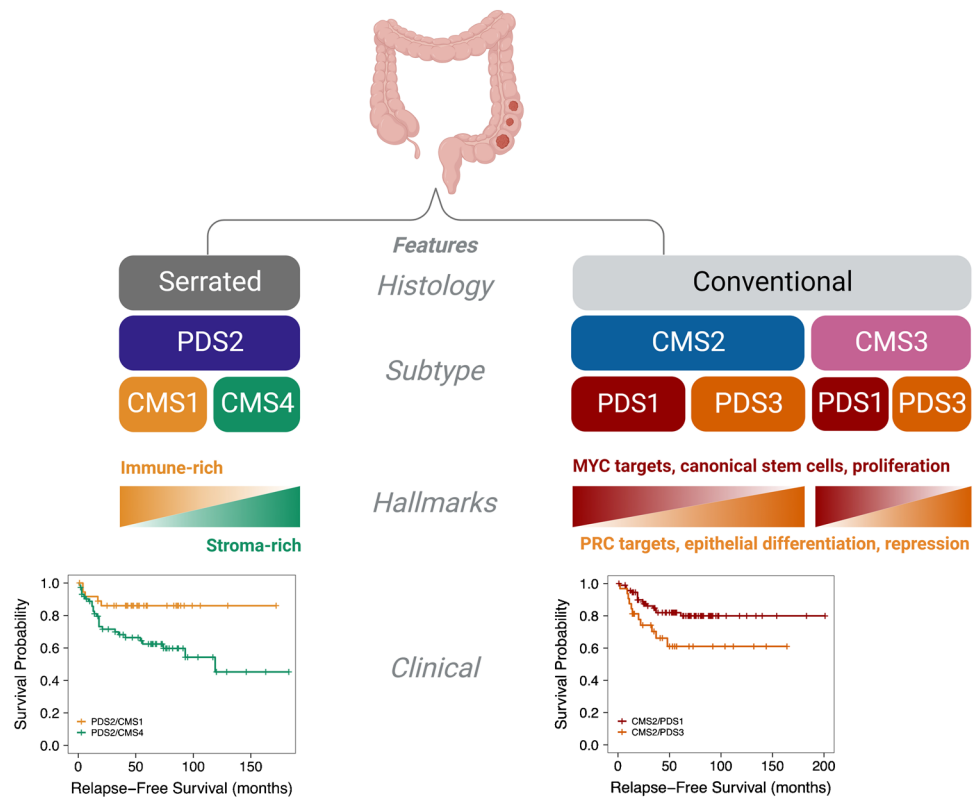 Features
Serrated
Histology
Conventional
PDS2
CMS2
CMS3
Subtype
CMS1
CMS4
PDS1
PDS3
PDS1
PDS3
Immune-rich
MYC targets, canonical stem cells, proliferation
Hallmarks
Stroma-rich
PRC targets, epithelial differentiation, repression
Survival Probability
1.0
0.8
0.6
0.4
0.2
0.0
PDS2/CMS1
PDS2/CMS4
0
50
100
150
Relapse−Free Survival (months)
Clinical
Survival Probability
1.0
0.8
0.6
0.4
0.2
0.0
CMS2/PDS1
CMS2/PDS3
0
50
100
150
200
Relapse−Free Survival (months)